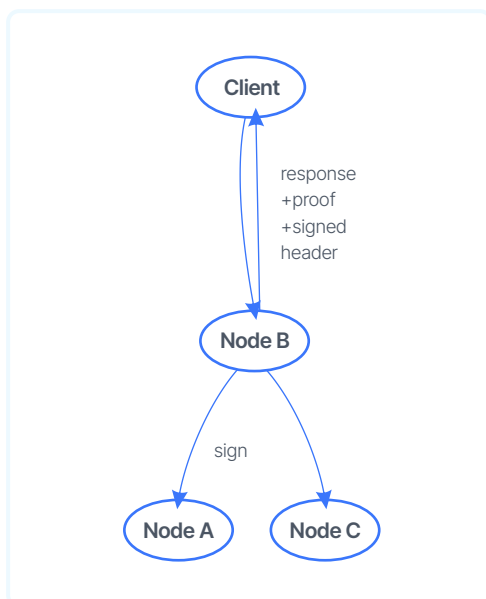 Client
response
+proof
+signed
header
Node B
sign
Node A
Node C